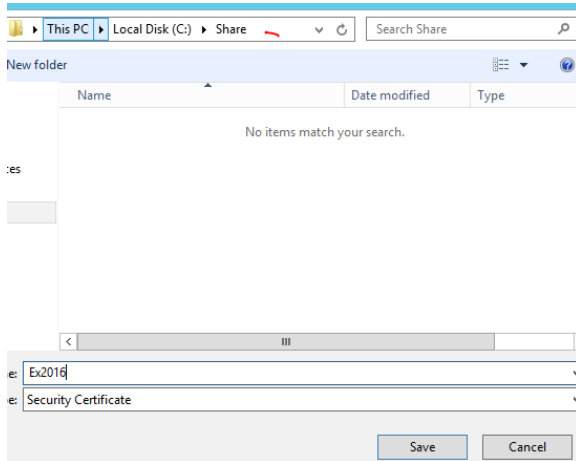 This PC Local Disk (C:) Share Search Share
New folder
Name Date modified Type
No items match your search.
Ex2016
Security Certificate
Save Cancel